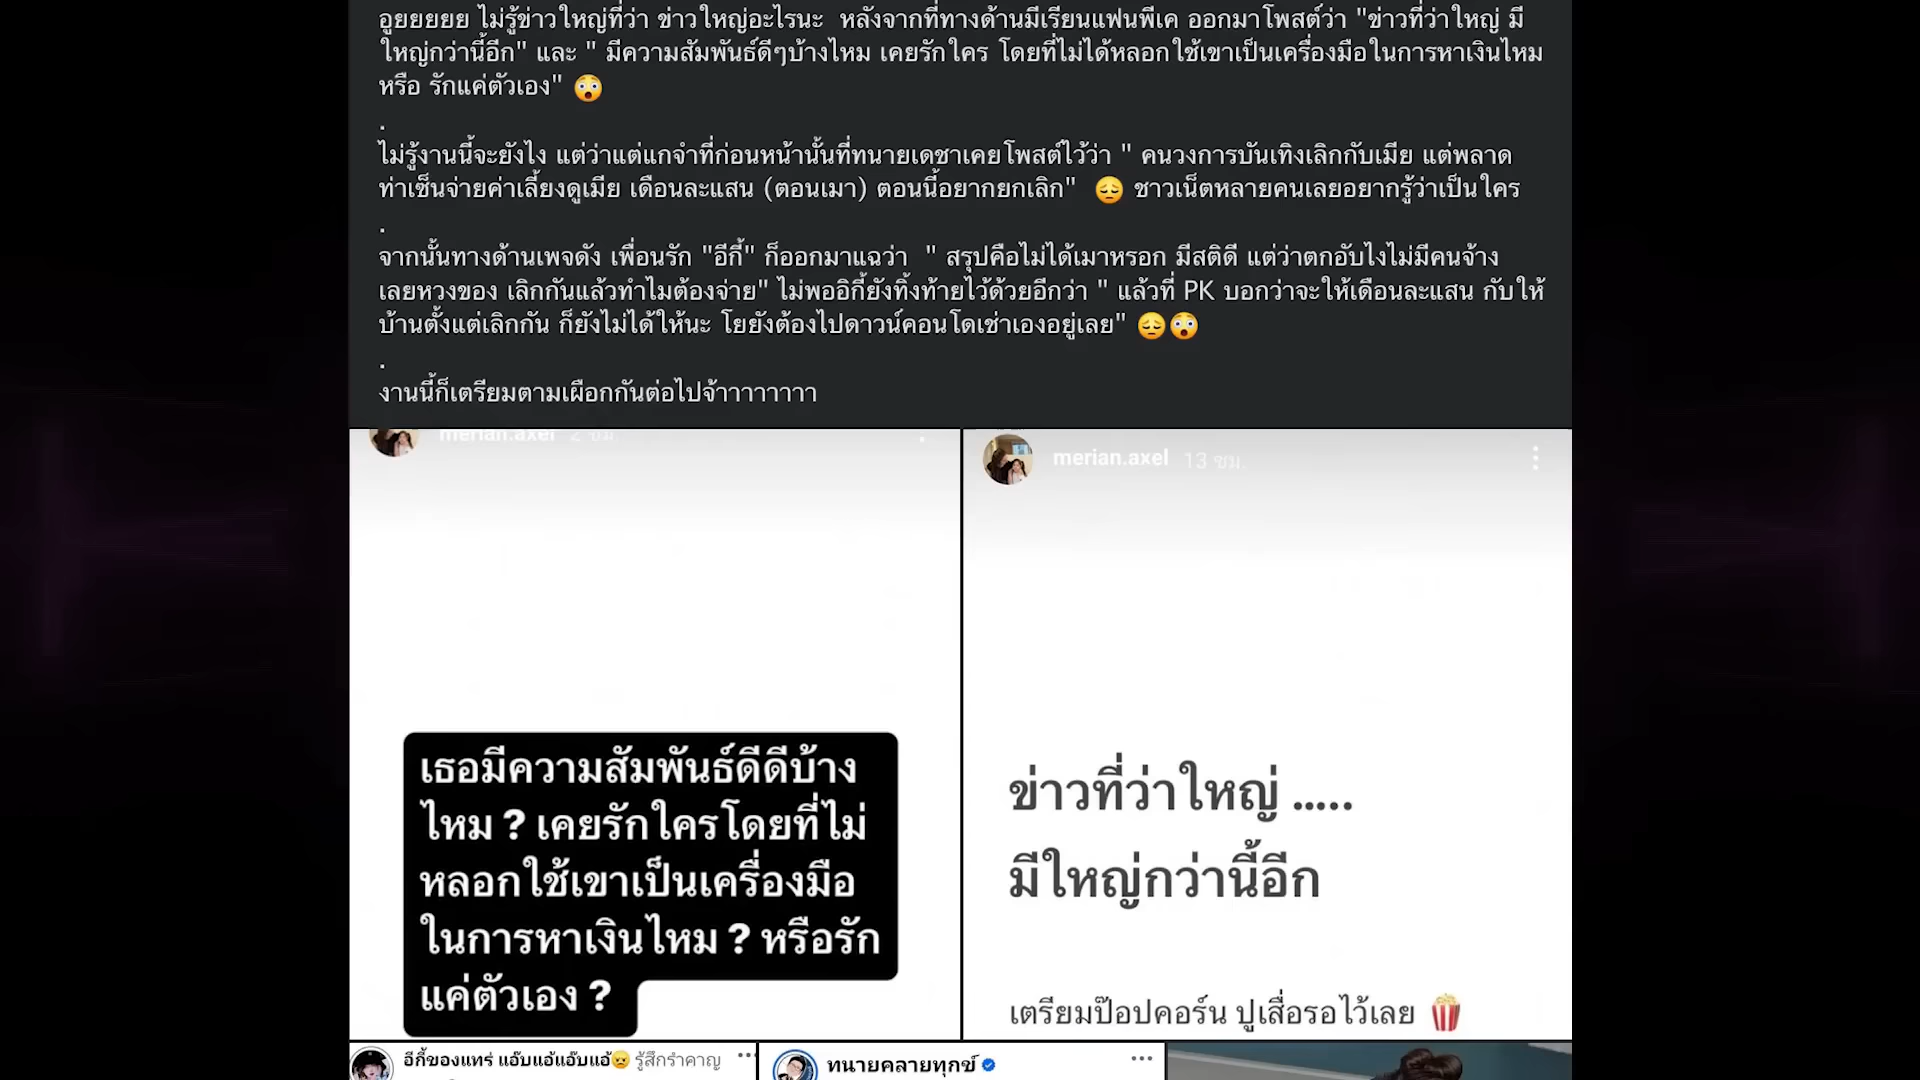 อูยยยยย ไม่รู้ข่าวใหญ่ที่ว่า ข่าวใหญ่อะไรนะ  หลังจากที่ทางด้านมีเรียนแฟนพีเค ออกมาโพสต์ว่า "ข่าวที่ว่าใหญ่ มี
ใหญ่กว่านี้อีก" และ " มีความสัมพันธ์ดีๆบ้างไหม เคยรักใคร โดยที่ไม่ได้หลอกใช้เขาเป็นเครื่องมือในการหาเงินไหม
หรือ รักแค่ตัวเอง" 😳
.
ไม่รู้งานนี้จะยังไง แต่ว่าแต่แกจำที่ก่อนหน้านั้นที่ทนายเดชาเคยโพสต์ไว้ว่า " คนวงการบันเทิงเลิกกับเมีย แต่พลาด
ท่าเซ็นจ่ายค่าเลี้ยงดูเมีย เดือนละแสน (ตอนเมา) ตอนนี้อยากยกเลิก"  😔 ชาวเน็ตหลายคนเลยอยากรู้ว่าเป็นใคร
.
จากนั้นทางด้านเพจดัง เพื่อนรัก "อีกี้" ก็ออกมาแฉว่า  " สรุปคือไม่ได้เมาหรอก มีสติดี แต่ว่าตกอับไงไม่มีคนจ้าง
เลยหวงของ เลิกกันแล้วทำไมต้องจ่าย" ไม่พออิกี้ยังทิ้งท้ายไว้ด้วยอีกว่า " แล้วที่ PK บอกว่าจะให้เดือนละแสน กับให้
บ้านตั้งแต่เลิกกัน ก็ยังไม่ได้ให้นะ โยยังต้องไปดาวน์คอนโดเช่าเองอยู่เลย" 😔😳
.
งานนี้ก็เตรียมตามเผือกกันต่อไปจ้าาาาาาาา
merian.axel 2 ชม.
เธอมีความสัมพันธ์ดีดีบ้าง
ไหม ? เคยรักใครโดยที่ไม่
หลอกใช้เขาเป็นเครื่องมือ
ในการหาเงินไหม ? หรือรัก
แค่ตัวเอง ?
merian.axel 13 ชม.
ข่าวที่ว่าใหญ่ .....
มีใหญ่กว่านี้อีก
เตรียมป๊อปคอร์น ปูเสื่อรอไว้เลย 🍿
อีกี้ของแทร่ แอ๊บแอ้แอ๊บแอ้😠 รู้สึกรำคาญ
ทนายคลายทุกข์